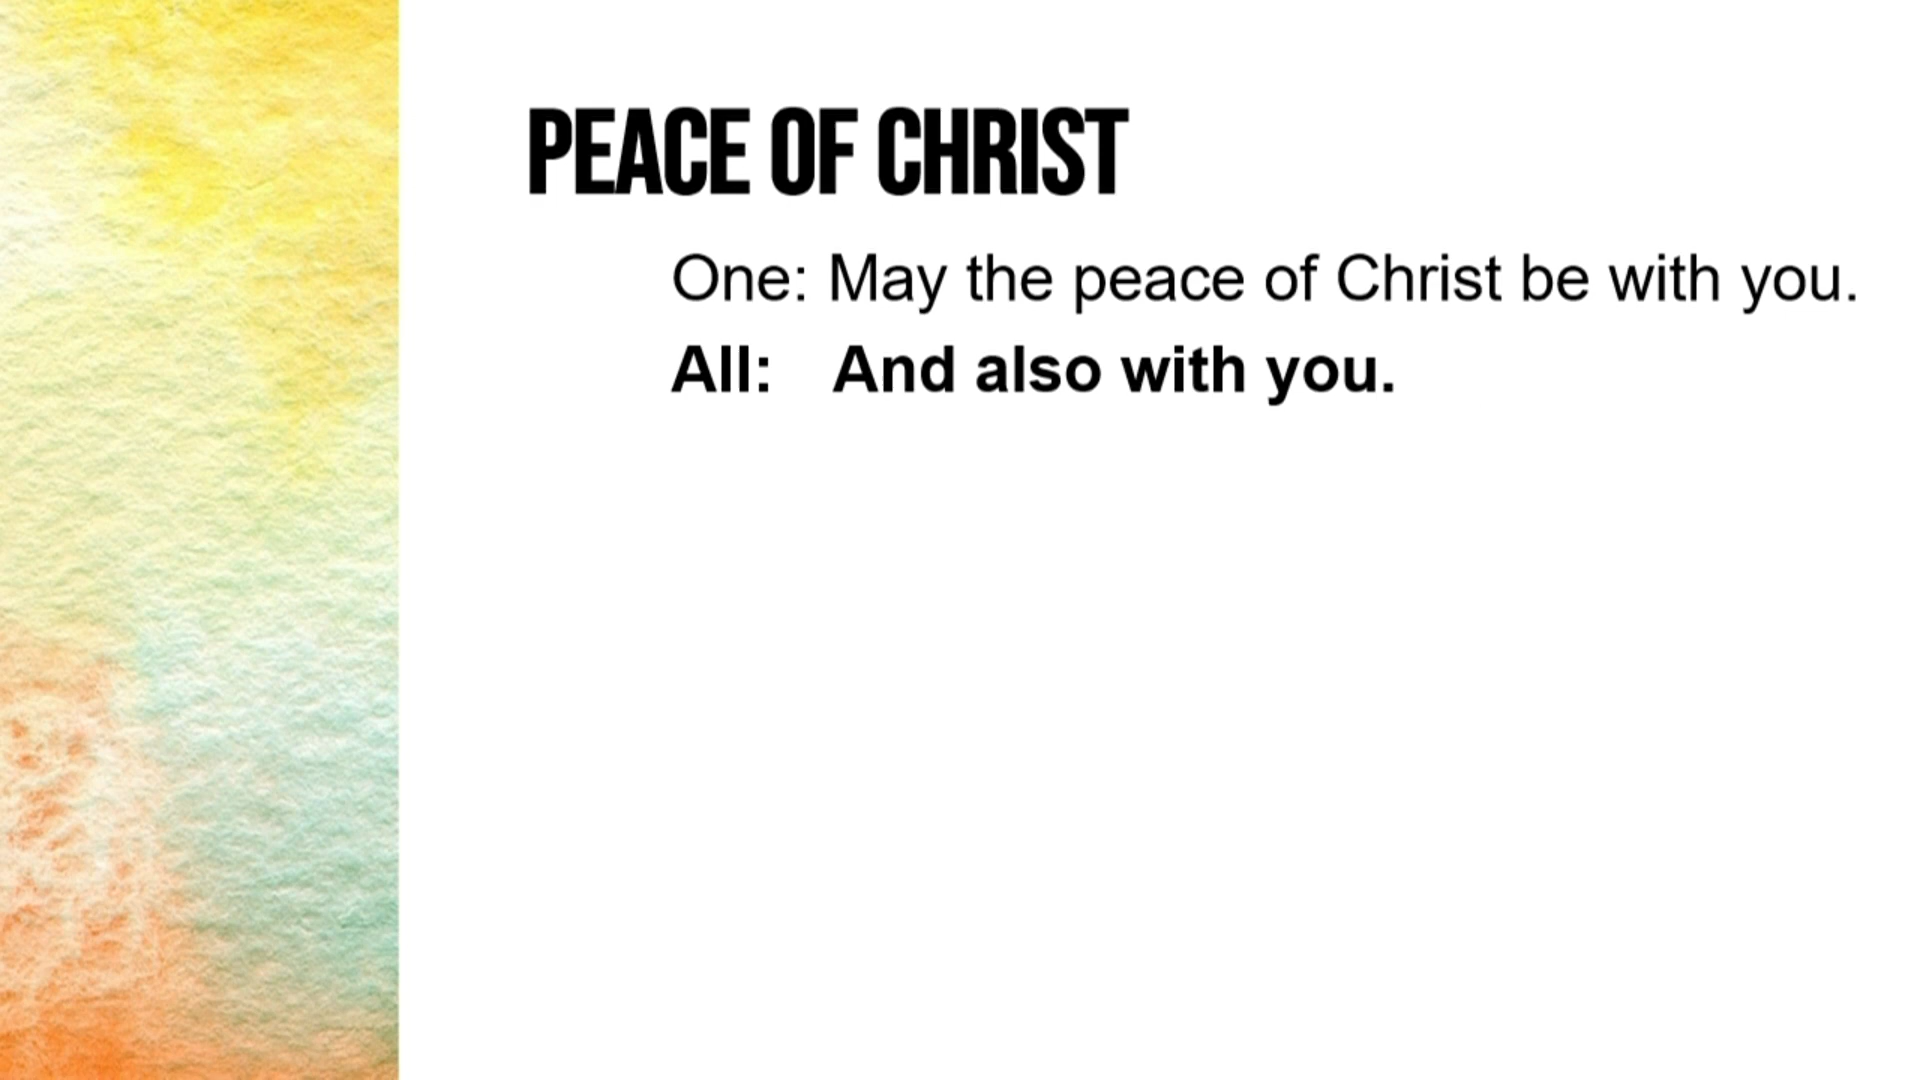 PEACE OF CHRIST
One: May the peace of Christ be with you.
All: And also with you.